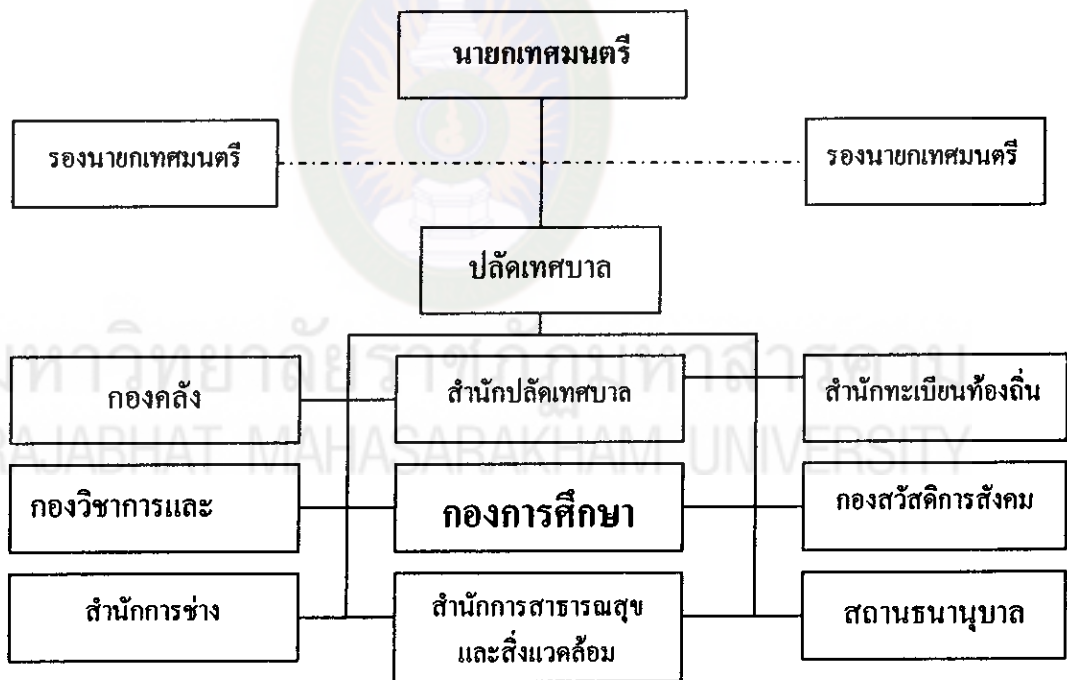 นายกเทศมนตรี
รองนายกเทศมนตรี
รองนายกเทศมนตรี
ปลัดเทศบาล
มหาวิทยาลัยราชภัฏมหาสารคาม
RAJABHAT MAHASARAKHAM UNIVERSITY
กองคลัง
สำนักปลัดเทศบาล
สำนักทะเบียนท้องถิ่น
กองวิชาการและ
กองการศึกษา
กองสวัสดิการสังคม
สำนักการช่าง
สำนักการสาธารณสุข
และสิ่งแวดล้อม
สถานธนานุบาล